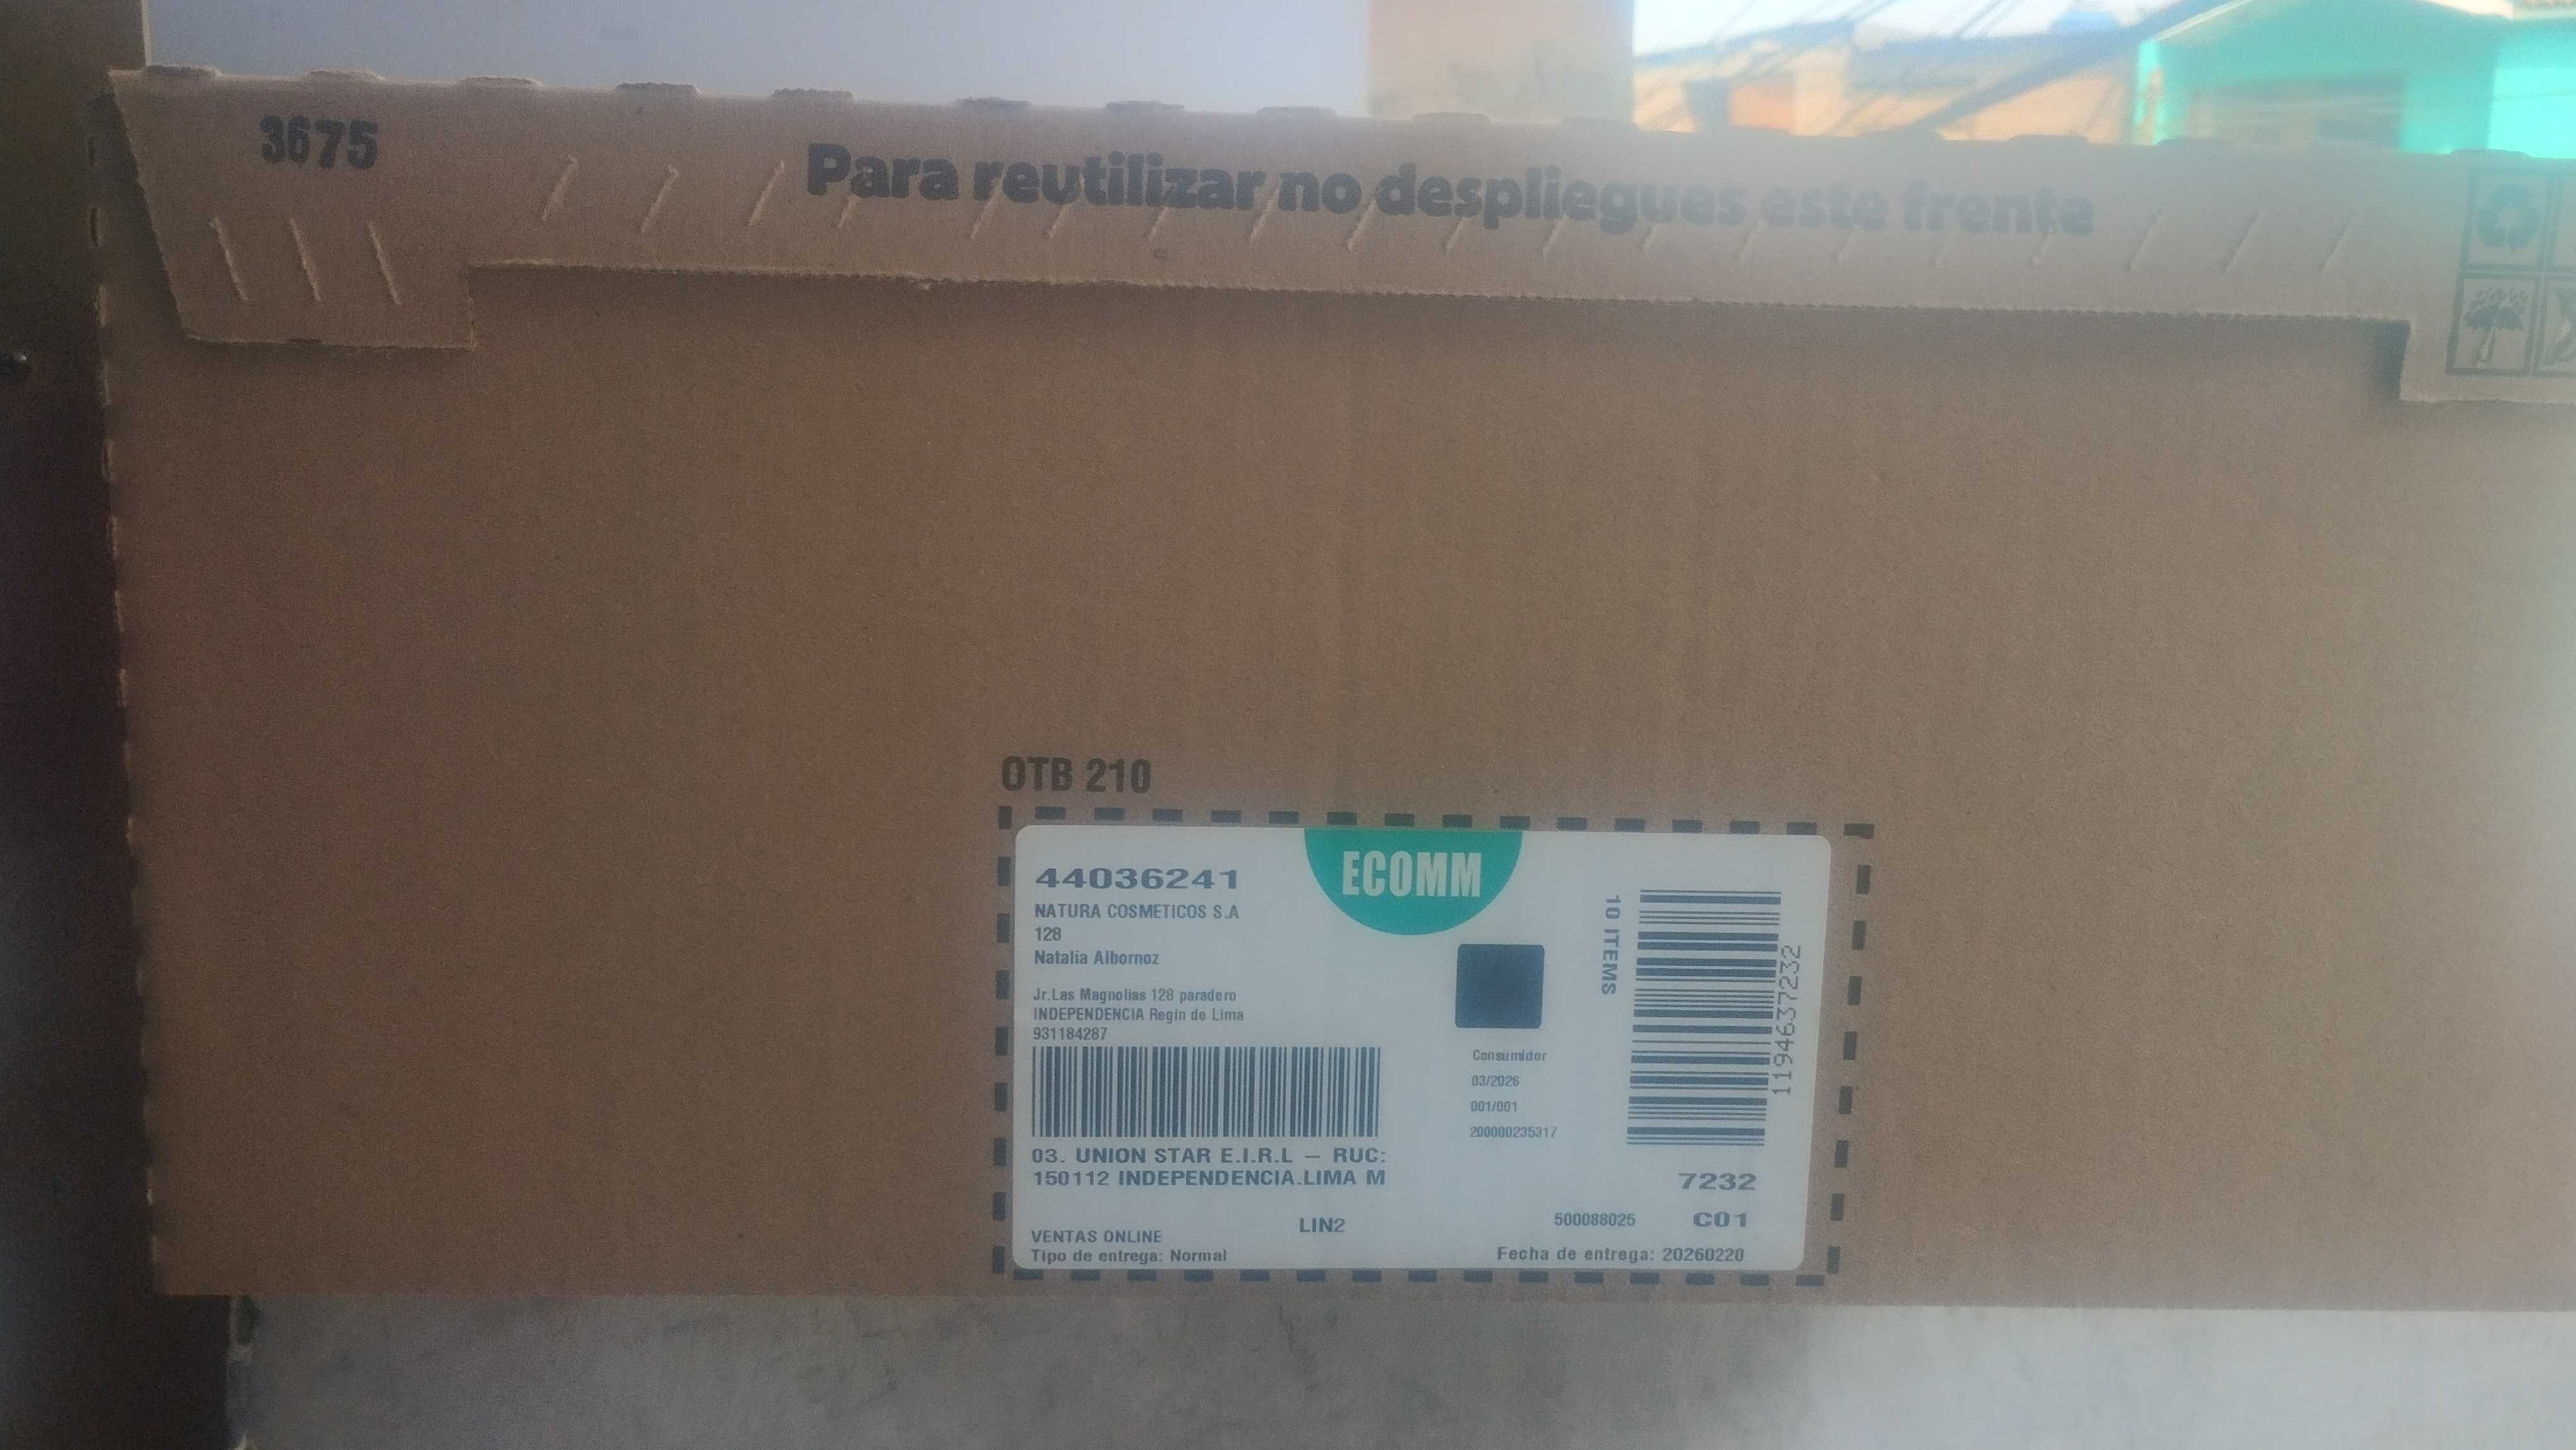 3675
Para reutilizar no despliegues este frente
OTB 210
ECOMM
44036241
NATURA COSMETICOS S.A
128
Natalia Albornoz
Jr.Las Magnolias 128 paradero
INDEPENDENCIA Regin de Lima
931184287
03. UNION STAR E.I.R.L – RUC:
150112 INDEPENDENCIA.LIMA M
LIN2
VENTAS ONLINE
Tipo de entrega: Normal
Consumidor
03/2026
001/001
200000235317
10 ITEMS
1194637232
7232
500088025 C01
Fecha de entrega: 20260220